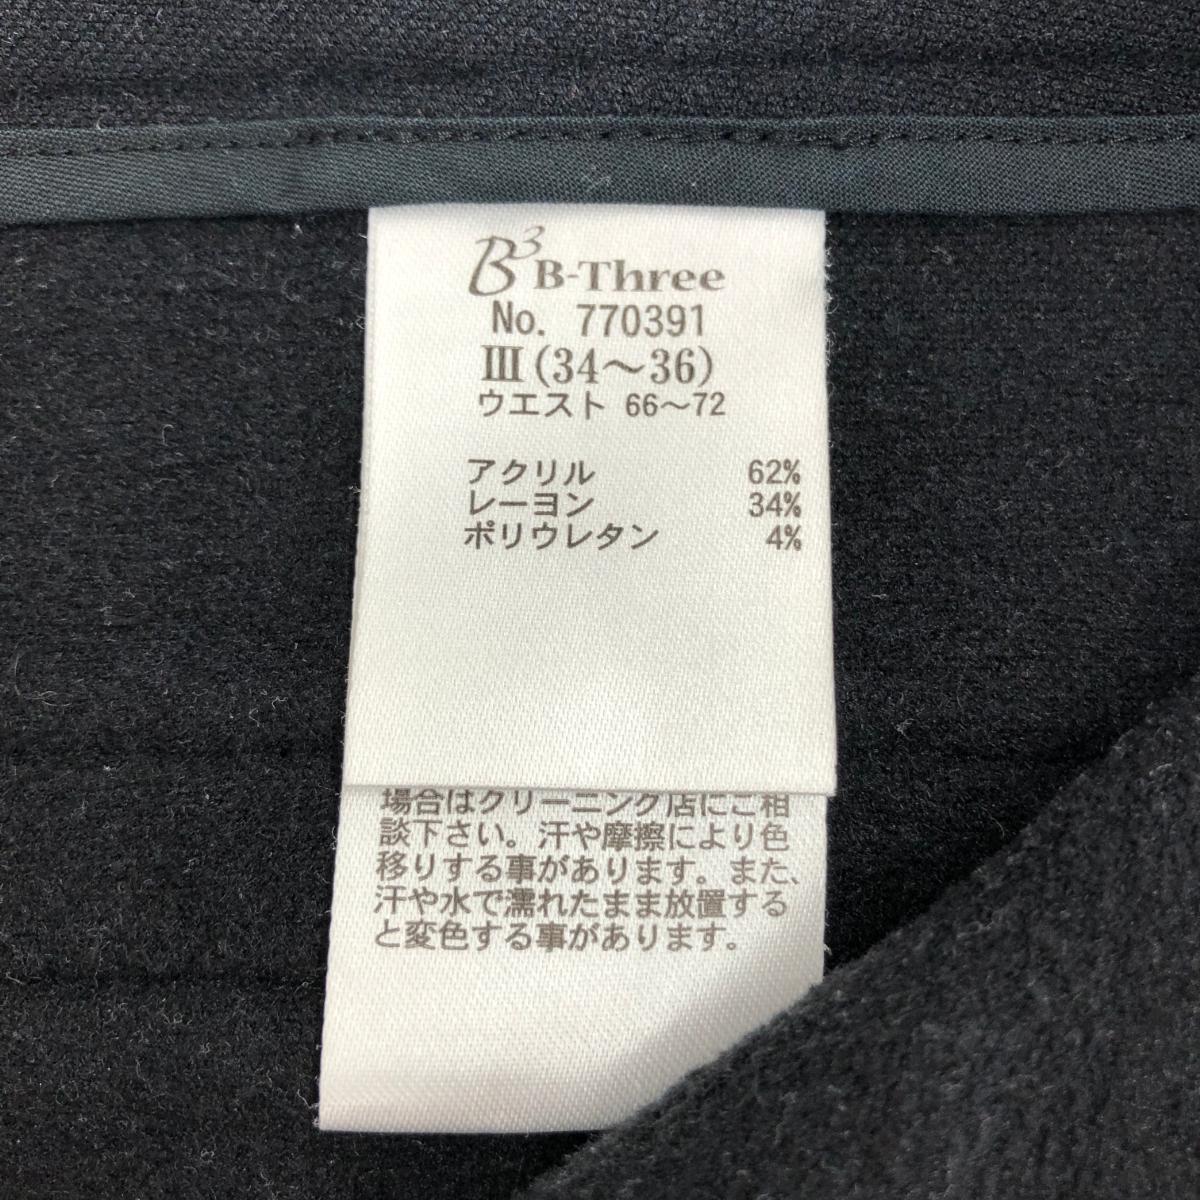 B3 B-Three
No. 770391
III(34～36)
ウエスト 66～72
アクリル 62%
レーヨン 34%
ポリウレタン 4%
場合はクリーニング店にご相
談下さい。汗や摩擦により色
移りする事があります。また、
汗や水で濡れたまま放置する
と変色する事があります。